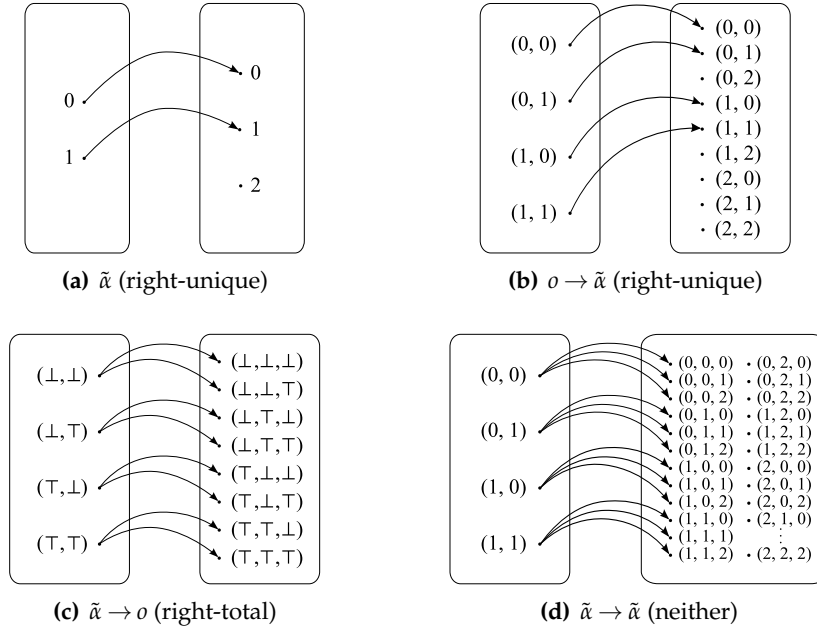 0
1
0
1
2
(a) α̃ (right-unique)
(0, 0)
(0, 1)
(1, 0)
(1, 1)
(0, 0)
(0, 1)
(0, 2)
(1, 0)
(1, 1)
(1, 2)
(2, 0)
(2, 1)
(2, 2)
(b) o → α̃ (right-unique)
(⊥,⊥)
(⊥,⊤)
(⊤,⊥)
(⊤,⊤)
(⊥,⊥,⊥)
(⊥,⊥,⊤)
(⊥,⊤,⊥)
(⊥,⊤,⊤)
(⊤,⊥,⊥)
(⊤,⊥,⊤)
(⊤,⊤,⊥)
(⊤,⊤,⊤)
(c) α̃ → o (right-total)
(0, 0)
(0, 1)
(1, 0)
(1, 1)
(0, 0, 0) (0, 2, 0)
(0, 0, 1) (0, 2, 1)
(0, 0, 2) (0, 2, 2)
(0, 1, 0) (1, 2, 0)
(0, 1, 1) (1, 2, 1)
(0, 1, 2) (1, 2, 2)
(1, 0, 0) (2, 0, 0)
(1, 0, 1) (2, 0, 1)
(1, 0, 2) (2, 0, 2)
(1, 1, 0) (2, 1, 0)
(1, 1, 1) ⋮
(1, 1, 2) (2, 2, 2)
(d) α̃ → α̃ (neither)